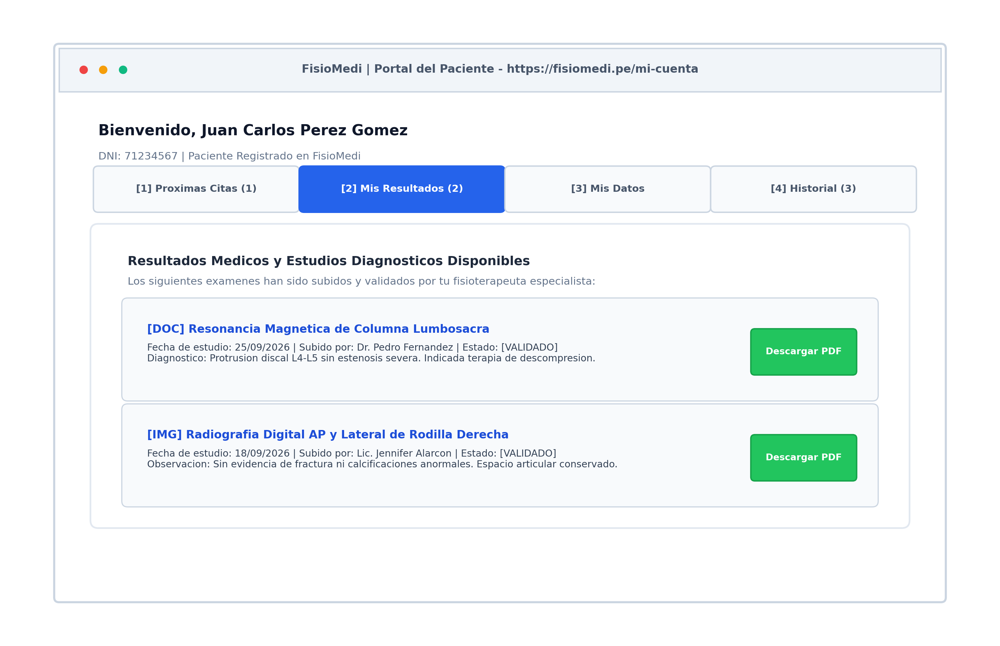 FisioMedi | Portal del Paciente - https://fisiomedi.pe/mi-cuenta
Bienvenido, Juan Carlos Perez Gomez
DNI: 71234567 | Paciente Registrado en FisioMedi
[1] Proximas Citas (1)
[2] Mis Resultados (2)
[3] Mis Datos
[4] Historial (3)
Resultados Medicos y Estudios Diagnosticos Disponibles
Los siguientes examenes han sido subidos y validados por tu fisioterapeuta especialista:
[DOC] Resonancia Magnetica de Columna Lumbosacra
Fecha de estudio: 25/09/2026 | Subido por: Dr. Pedro Fernandez | Estado: [VALIDADO]
Diagnostico: Protrusion discal L4-L5 sin estenosis severa. Indicada terapia de descompresion.
Descargar PDF
[IMG] Radiografia Digital AP y Lateral de Rodilla Derecha
Fecha de estudio: 18/09/2026 | Subido por: Lic. Jennifer Alarcon | Estado: [VALIDADO]
Observacion: Sin evidencia de fractura ni calcificaciones anormales. Espacio articular conservado.
Descargar PDF